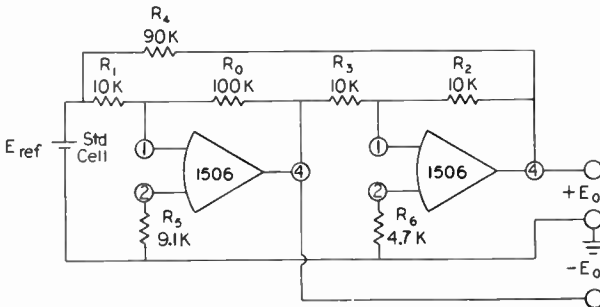 R4
90K
R1
10K
R0
100K
R3
10K
R2
10K
Eref
Std
Cell
1
2
1506
4
R5
9.1K
1
2
1506
4
R6
4.7K
+E0
-E0